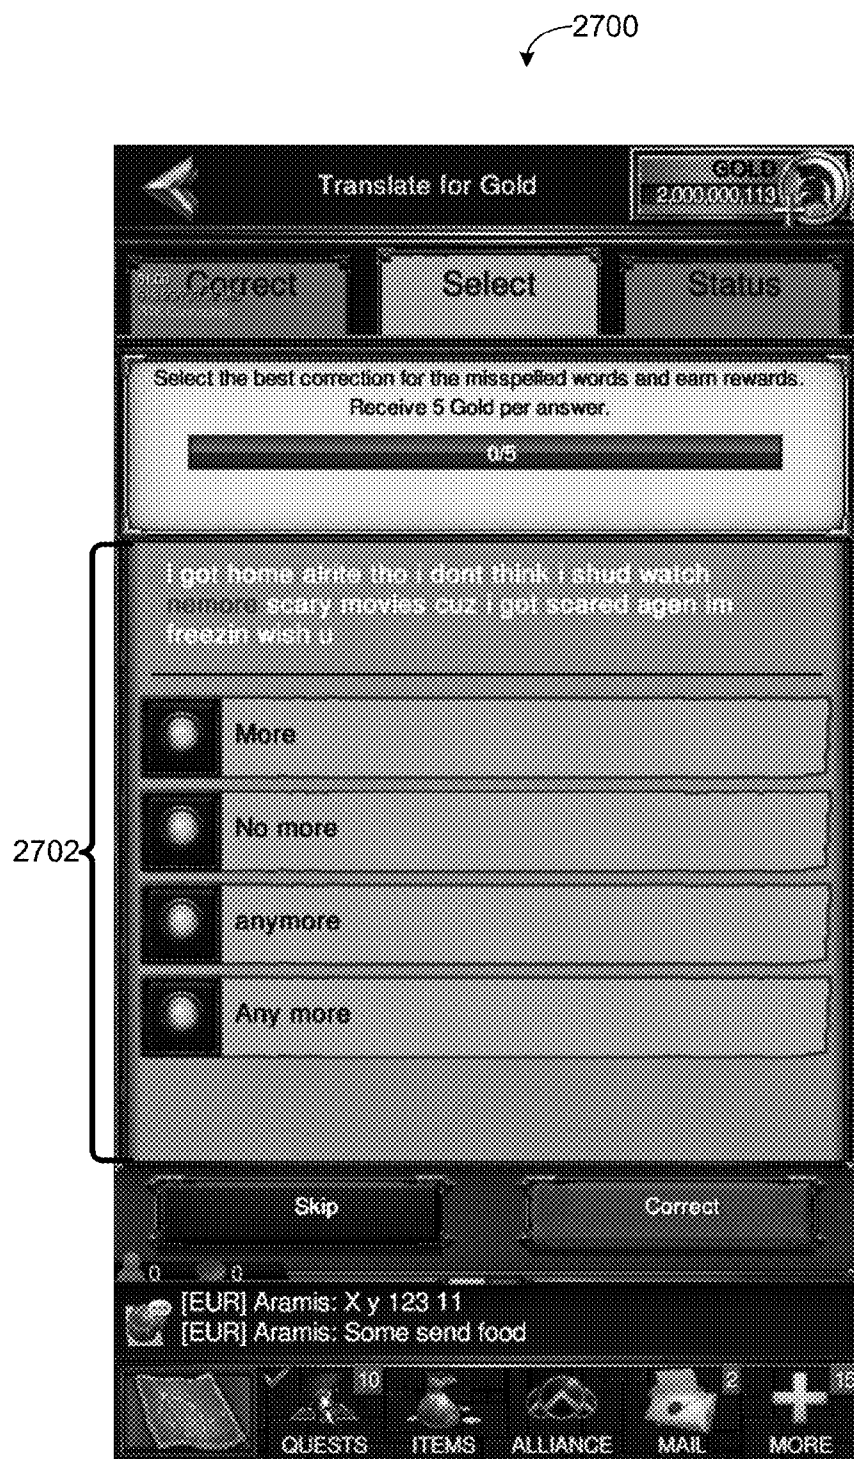 2700
Translate for Gold
GOLD
2,000,000,113
Correct
Select
Status
Select the best correction for the misspelled words and earn rewards.
Receive 5 Gold per answer.
0/5
i got home alrite tho i dont think i shud watch
nomore scary movies cuz i got scared agen im
freezin wish u
2702
More
No more
anymore
Any more
Skip
Correct
0
0
[EUR] Aramis: X y 123 11
[EUR] Aramis: Some send food
10
2
QUESTS
ITEMS
ALLIANCE
MAIL
MORE